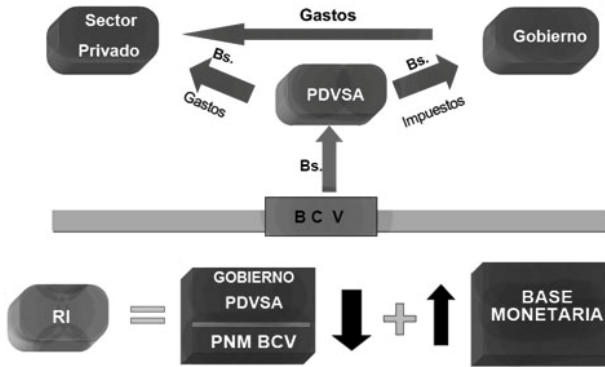 Sector
Privado
Gastos
Gobierno
Bs.
Gastos
PDVSA
Bs.
Impuestos
Bs.
B C V
RI
=
GOBIERNO
PDVSA
PNM BCV
+
BASE
MONETARIA